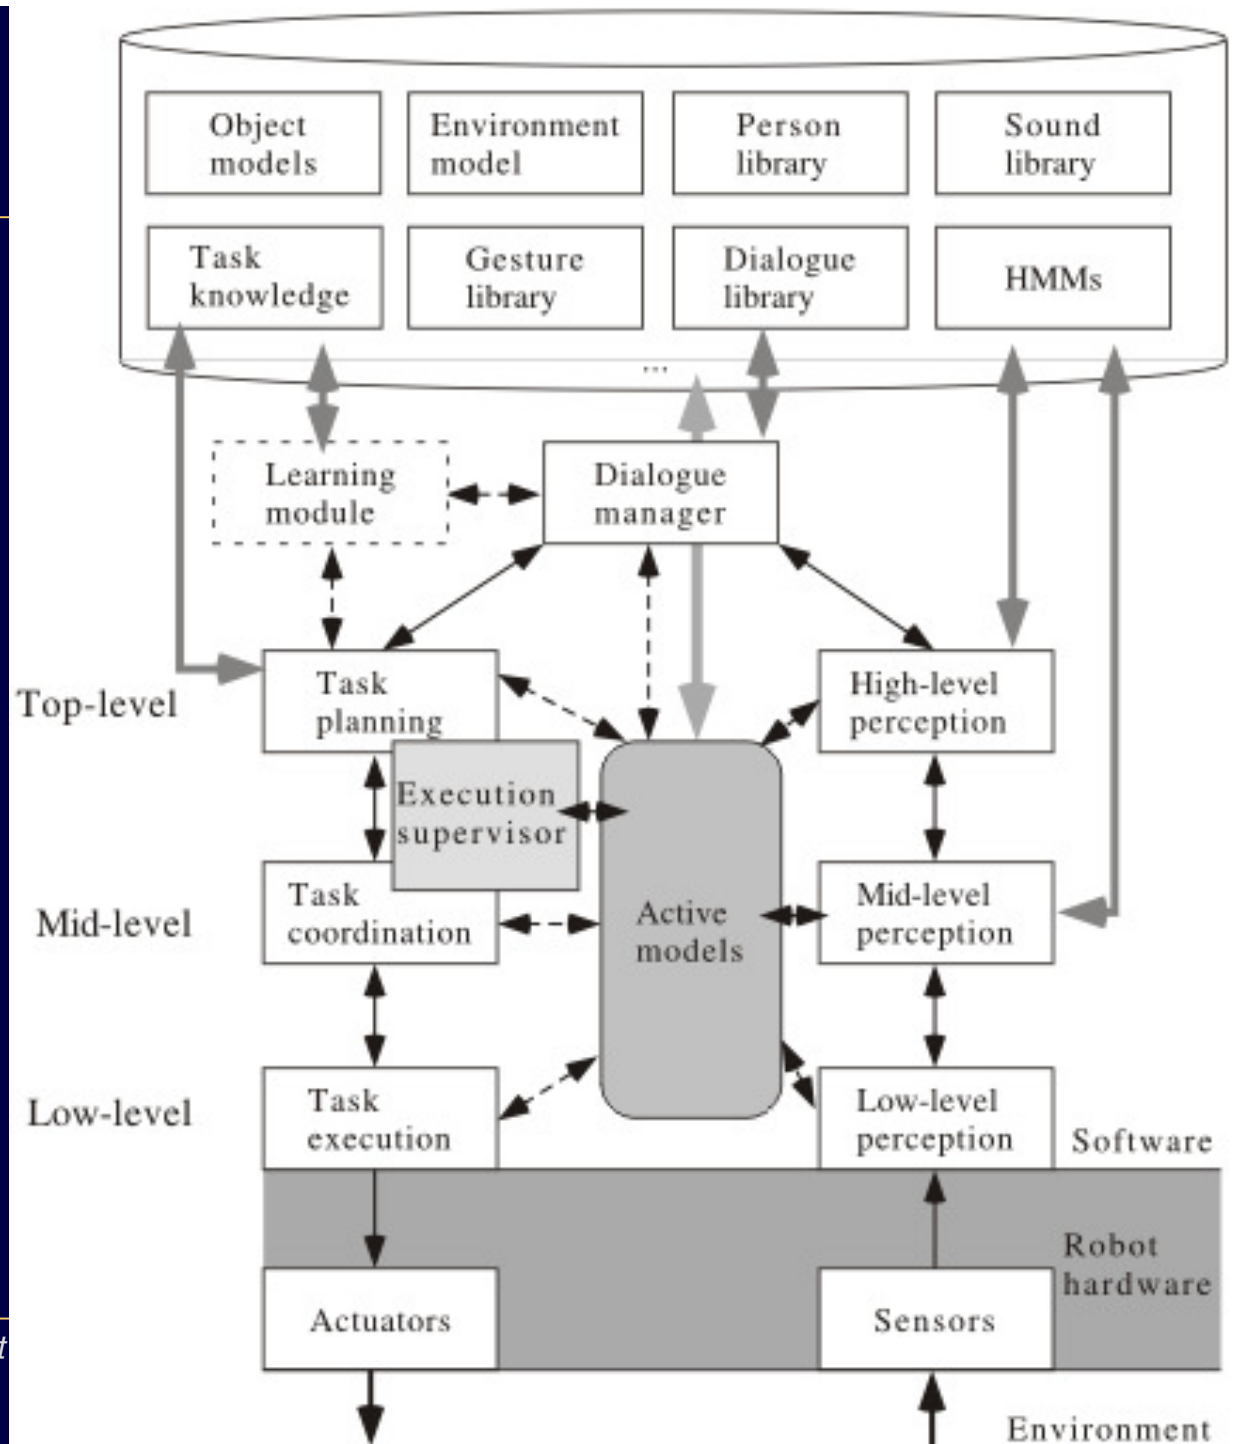 Object
models
Environment
model
Person
library
Sound
library
Task
knowledge
Gesture
library
Dialogue
library
HMMs
...
Learning
module
Dialogue
manager
Top-level
Task
planning
High-level
perception
Execution
supervisor
Mid-level
Task
coordination
Active
models
Mid-level
perception
Low-level
Task
execution
Low-level
perception
Software
Robot
hardware
Actuators
Sensors
t
Environment